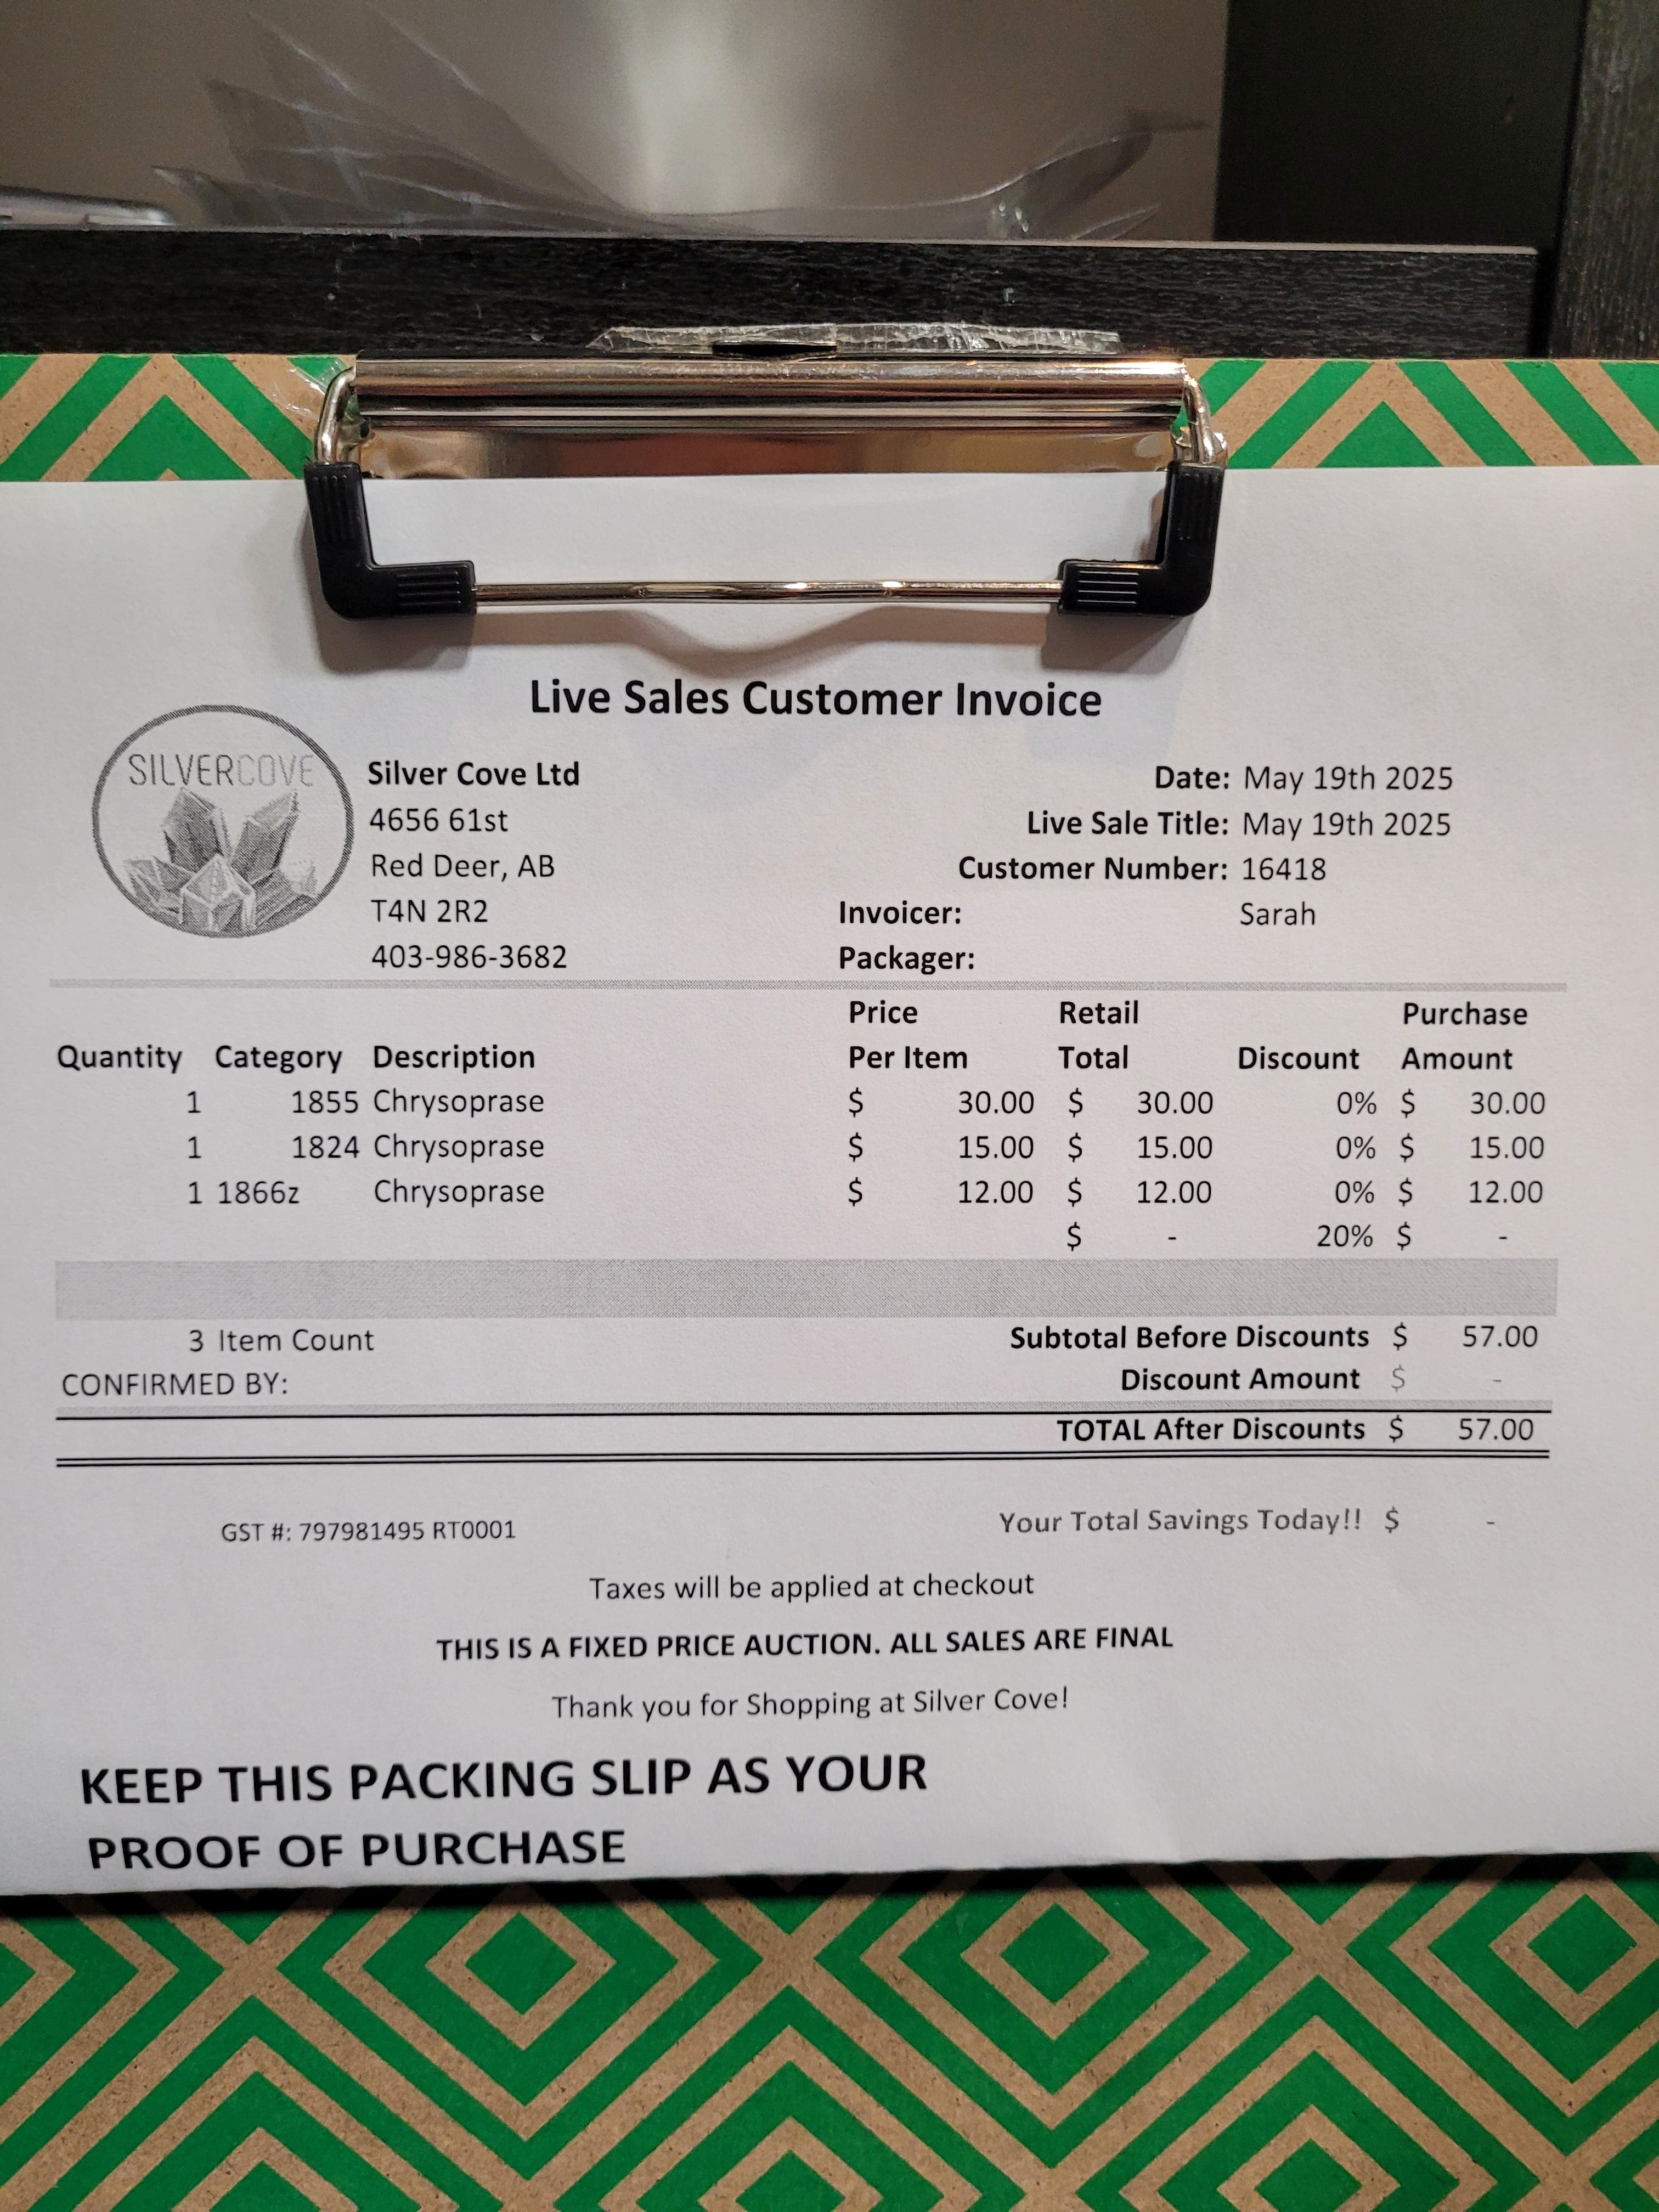 Live Sales Customer Invoice
SILVERCOVE
Silver Cove Ltd
4656 61st
Red Deer, AB
T4N 2R2
403-986-3682
Date: May 19th 2025
Live Sale Title: May 19th 2025
Customer Number: 16418
Invoicer: Sarah
Packager:
Price Retail Purchase
Quantity Category Description Per Item Total Discount Amount
1 1855 Chrysoprase $ 30.00 $ 30.00 0% $ 30.00
1 1824 Chrysoprase $ 15.00 $ 15.00 0% $ 15.00
1 1866z Chrysoprase $ 12.00 $ 12.00 0% $ 12.00
$ - 20% $ -
3 Item Count Subtotal Before Discounts $ 57.00
CONFIRMED BY: Discount Amount $ -
TOTAL After Discounts $ 57.00
GST #: 797981495 RT0001 Your Total Savings Today!! $ -
Taxes will be applied at checkout
THIS IS A FIXED PRICE AUCTION. ALL SALES ARE FINAL
Thank you for Shopping at Silver Cove!
KEEP THIS PACKING SLIP AS YOUR
PROOF OF PURCHASE